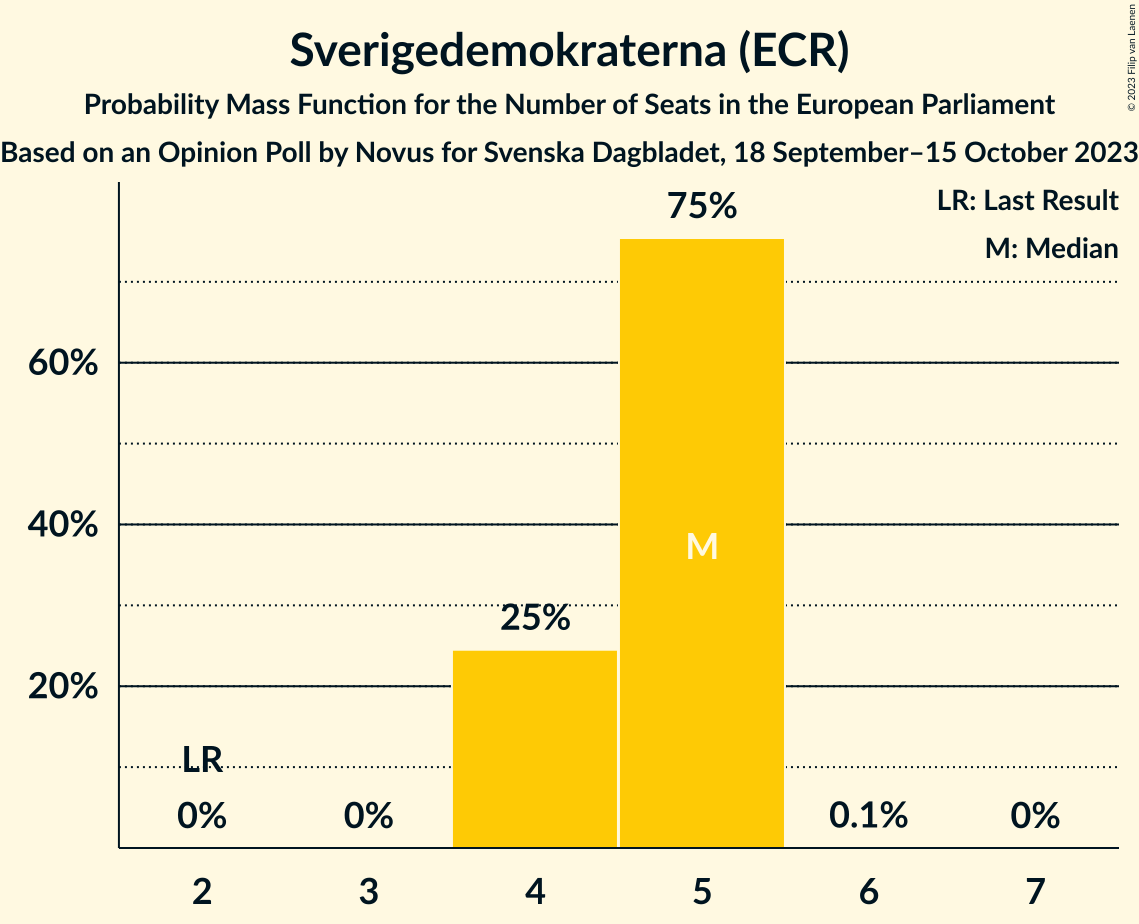 Sverigedemokraterna (ECR)
Probability Mass Function for the Number of Seats in the European Parliament
Based on an Opinion Poll by Novus for Svenska Dagbladet, 18 September–15 October 2023
© 2023 Filip van Laenen
LR: Last Result
M: Median
75%
60%
40%
M
25%
20%
LR
0% 0% 0.1% 0%
2 3 4 5 6 7